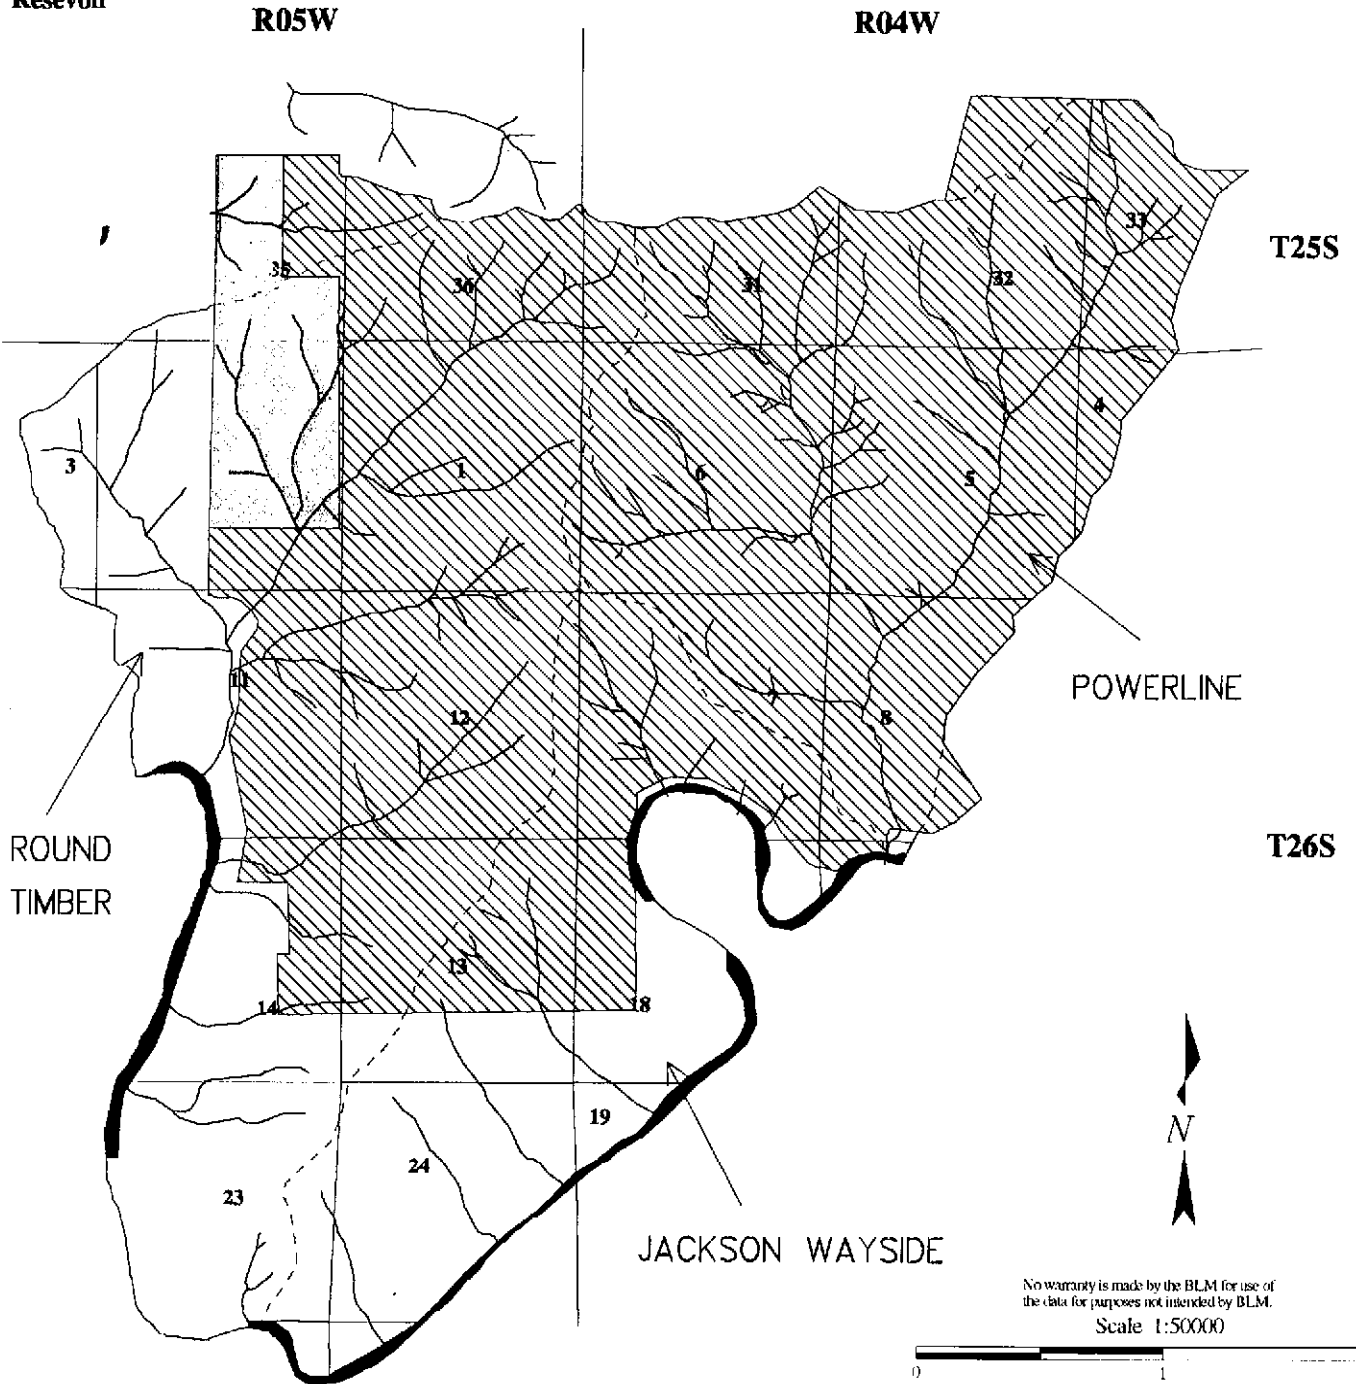 Resevoir
R05W
R04W
T25S
33
35
36
31
32
4
3
1
6
5
11
12
7
8
POWERLINE
ROUND
TIMBER
T26S
13
14
18
19
24
23
N
JACKSON WAYSIDE
No warranty is made by the BLM for use of
the data for purposes not intended by BLM.
Scale 1:50000
0
1